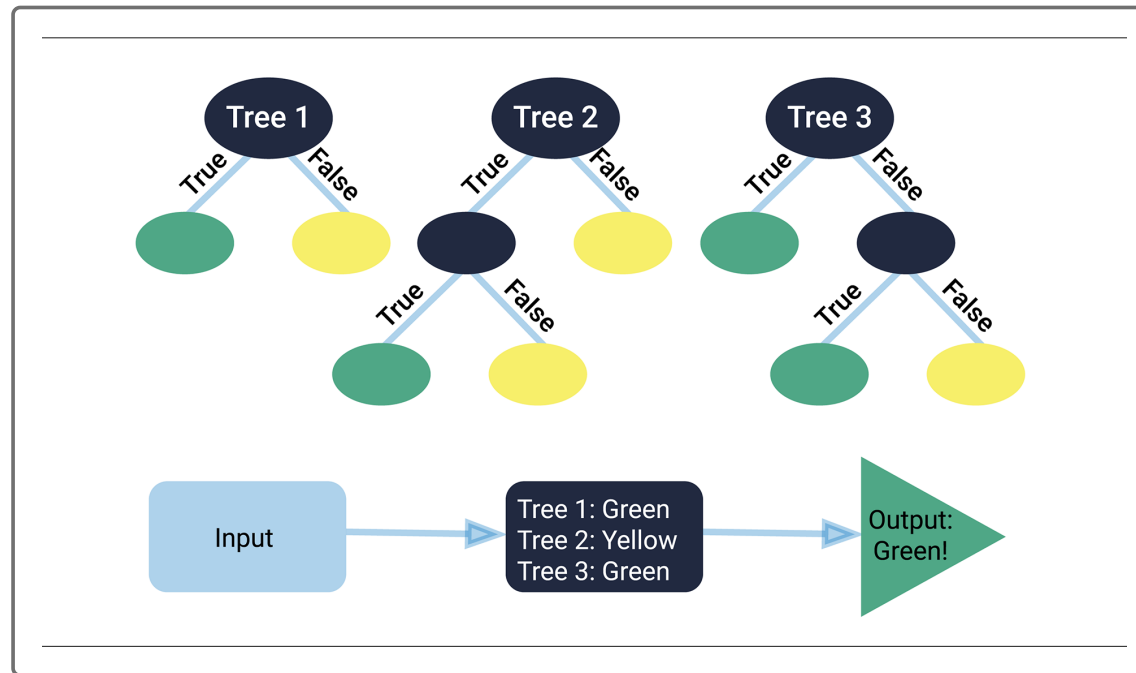 Tree 1
Tree 2
Tree 3
True
False
True
False
True
False
True
False
True
False
Input
Tree 1: Green
Tree 2: Yellow
Tree 3: Green
Output:
Green!